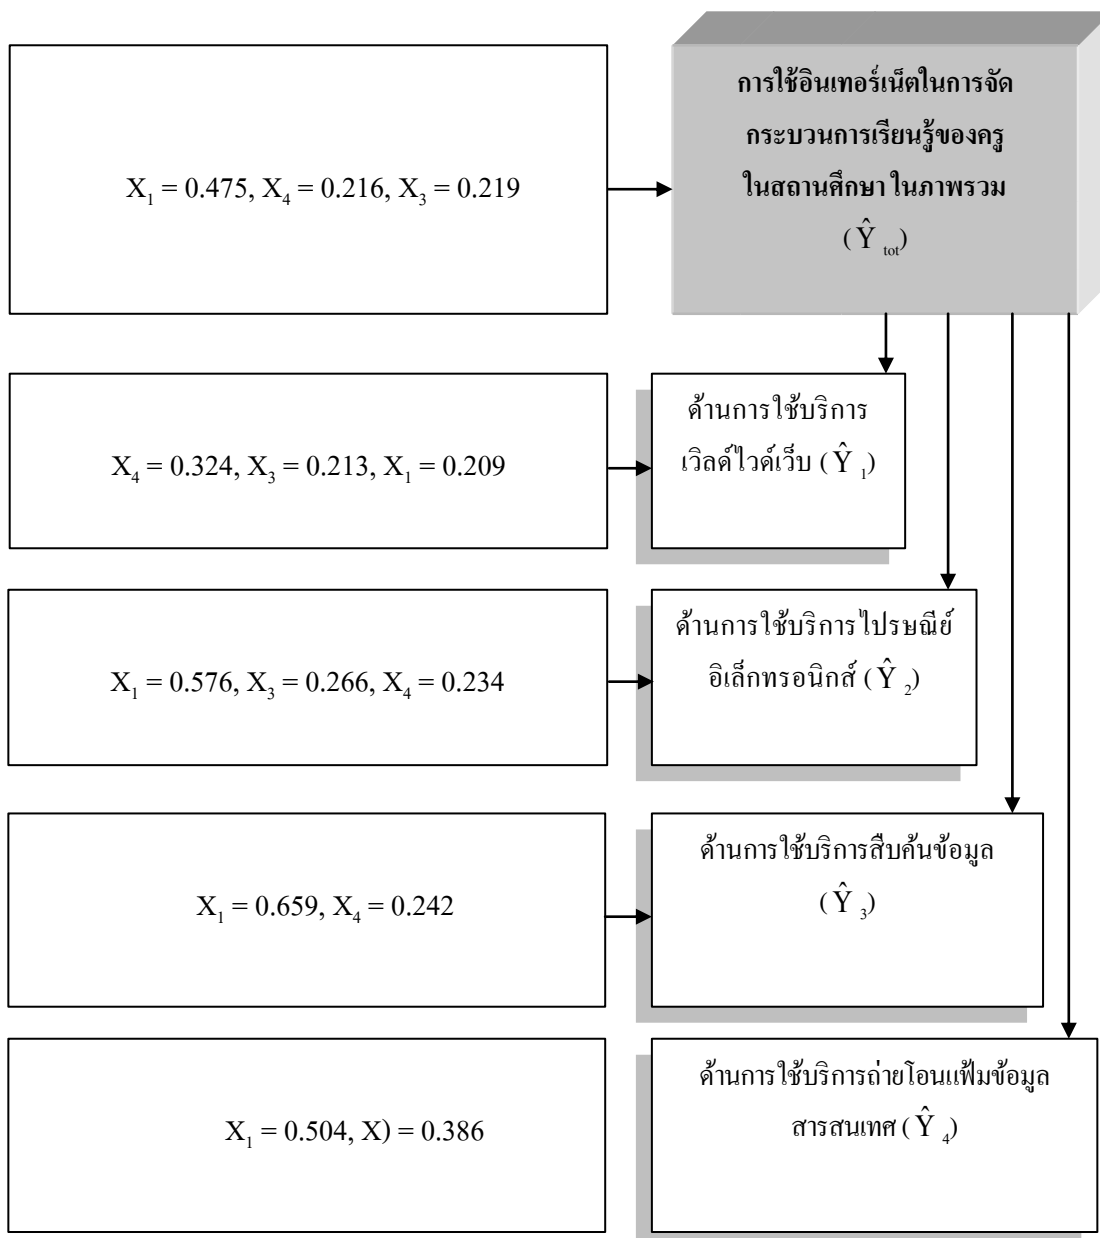 X₁ = 0.475, X₄ = 0.216, X₃ = 0.219
การใช้อินเทอร์เน็ตในการจัด
กระบวนการเรียนรู้ของครู
ในสถานศึกษา ในภาพรวม
(Ŷ tot)
X₄ = 0.324, X₃ = 0.213, X₁ = 0.209
ด้านการใช้บริการ
เวิลด์ไวด์เว็บ (Ŷ ₁)
X₁ = 0.576, X₃ = 0.266, X₄ = 0.234
ด้านการใช้บริการไปรษณีย์
อิเล็กทรอนิกส์ (Ŷ ₂)
X₁ = 0.659, X₄ = 0.242
ด้านการใช้บริการสืบค้นข้อมูล
(Ŷ ₃)
X₁ = 0.504, X) = 0.386
ด้านการใช้บริการถ่ายโอนแฟ้มข้อมูล
สารสนเทศ (Ŷ ₄)